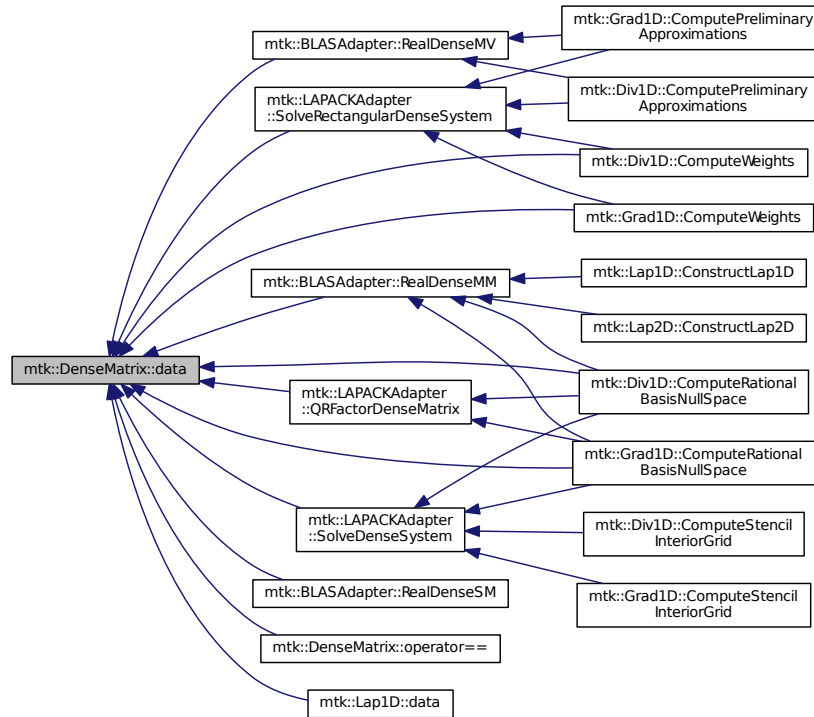 mtk::Grad1D::ComputePreliminary
Approximations
mtk::BLASAdapter::RealDenseMV
mtk::Div1D::ComputePreliminary
Approximations
mtk::LAPACKAdapter
::SolveRectangularDenseSystem
mtk::Div1D::ComputeWeights
mtk::Grad1D::ComputeWeights
mtk::Lap1D::ConstructLap1D
mtk::BLASAdapter::RealDenseMM
mtk::Lap2D::ConstructLap2D
mtk::DenseMatrix::data
mtk::Div1D::ComputeRational
BasisNullSpace
mtk::LAPACKAdapter
::QRFactorDenseMatrix
mtk::Grad1D::ComputeRational
BasisNullSpace
mtk::LAPACKAdapter
::SolveDenseSystem
mtk::Div1D::ComputeStencil
InteriorGrid
mtk::Grad1D::ComputeStencil
InteriorGrid
mtk::BLASAdapter::RealDenseSM
mtk::DenseMatrix::operator==
mtk::Lap1D::data